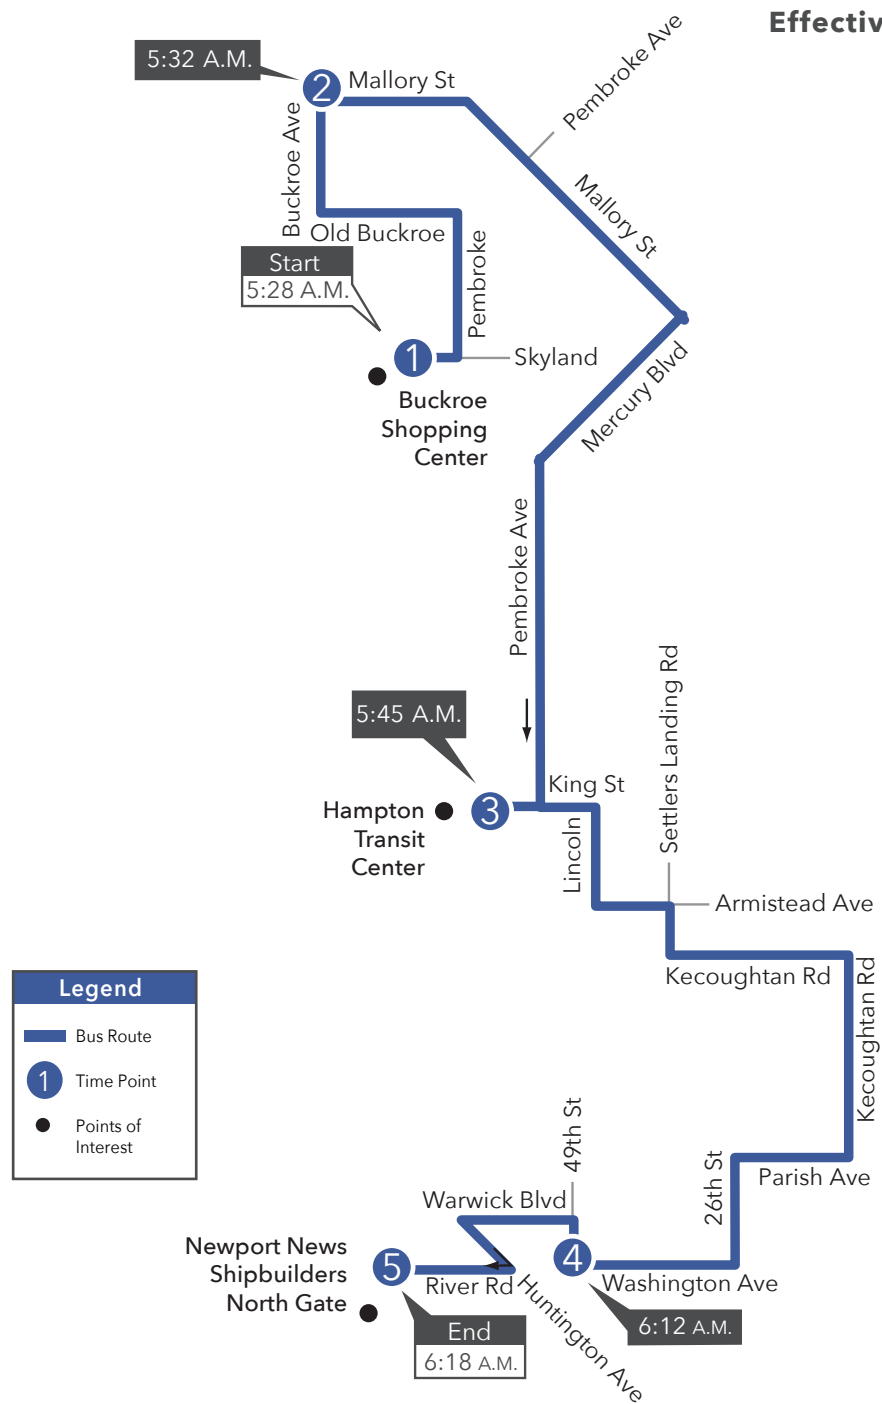 Effectiv
5:32 A.M.
2
Mallory St
Pembroke Ave
Buckroe Ave
Mallory St
Old Buckroe
Start
5:28 A.M.
Pembroke
1
Skyland
Mercury Blvd
Buckroe
Shopping
Center
Pembroke Ave
5:45 A.M.
Settlers Landing Rd
King St
3
Hampton
Transit
Center
Lincoln
Armistead Ave
Kecoughtan Rd
Kecoughtan Rd
Legend
Bus Route
1
Time Point
Points of
Interest
49th St
26th St
Parish Ave
Warwick Blvd
Newport News
Shipbuilders
North Gate
5
4
River Rd
Huntington Ave
Washington Ave
6:12 A.M.
End
6:18 A.M.